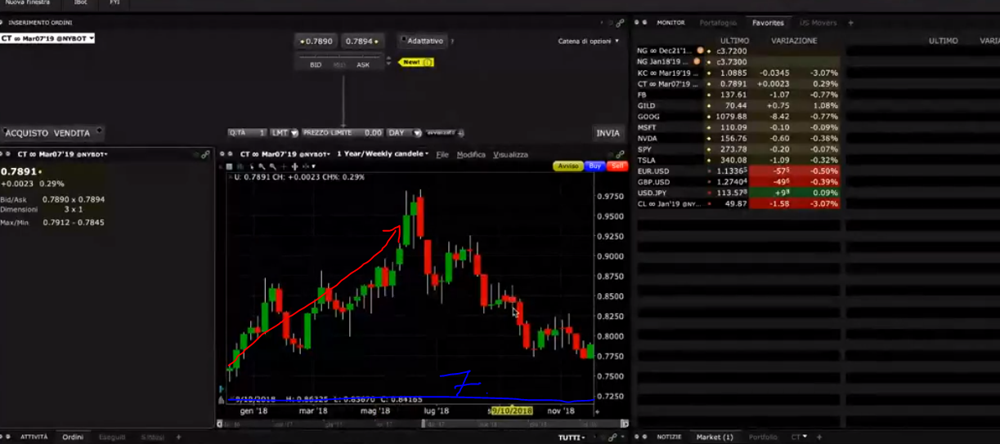 Nuova finestra IBot FYI
INSERIMENTO ORDINI
CT ∞ Mar07'19 @NYBOT
0.7890 0.7894 Adattativo ?
BID MID ASK New!
Catena di opzioni
ACQUISTO VENDITA
Q.TÀ 1 LMT PREZZO LIMITE 0.00 DAY INVIA
CT ∞ Mar07'19 @NYBOT
0.7891
+0.0023 0.29%
Bid/Ask 0.7890 x 0.7894
Dimensioni 3 x 1
Max/Min 0.7912 - 0.7845
CT ∞ Mar07'19 @NYBOT 1 Year/Weekly candele File Modifica Visualizza
Avviso Buy Sell
U: 0.7891 CH: +0.0023 CH%: 0.29%
0.9750
0.9500
0.9250
0.9000
0.8750
0.8500
0.8250
0.8000
0.7750
0.7500
0.7250
7
9/10/2018 H: 0.86325 L: 0.83670 C: 0.84165
gen '18 mar '18 mag '18 lug '18 9/10/2018 nov '18
ATTIVITÀ Ordini Eseguiti Sintesi +
TUTTI
MONITOR Portafoglio Favorites US Movers +
ULTIMO VARIAZIONE ULTIMO
NG ∞ Dec21'1... c3.7200
NG Jan18'19 ... c3.7300
KC ∞ Mar19'19 ... 1.0885 -0.0345 -3.07%
CT ∞ Mar07'19 ... 0.7891 +0.0023 0.29%
FB 137.61 -1.07 -0.77%
GILD 70.44 +0.75 1.08%
GOOG 1079.88 -8.42 -0.77%
MSFT 110.09 -0.10 -0.09%
NVDA 156.76 -0.60 -0.38%
SPY 273.78 -0.20 -0.07%
TSLA 340.08 -1.09 -0.32%
EUR.USD 1.1336⁵ -57⁵ -0.50%
GBP.USD 1.2740⁴ -49⁶ -0.39%
USD.JPY 113.57⁸ +9⁸ 0.09%
CL ∞ Jan'19 @NY... 49.87 -1.58 -3.07%
NOTIZIE Market (1) Portfolio CT +